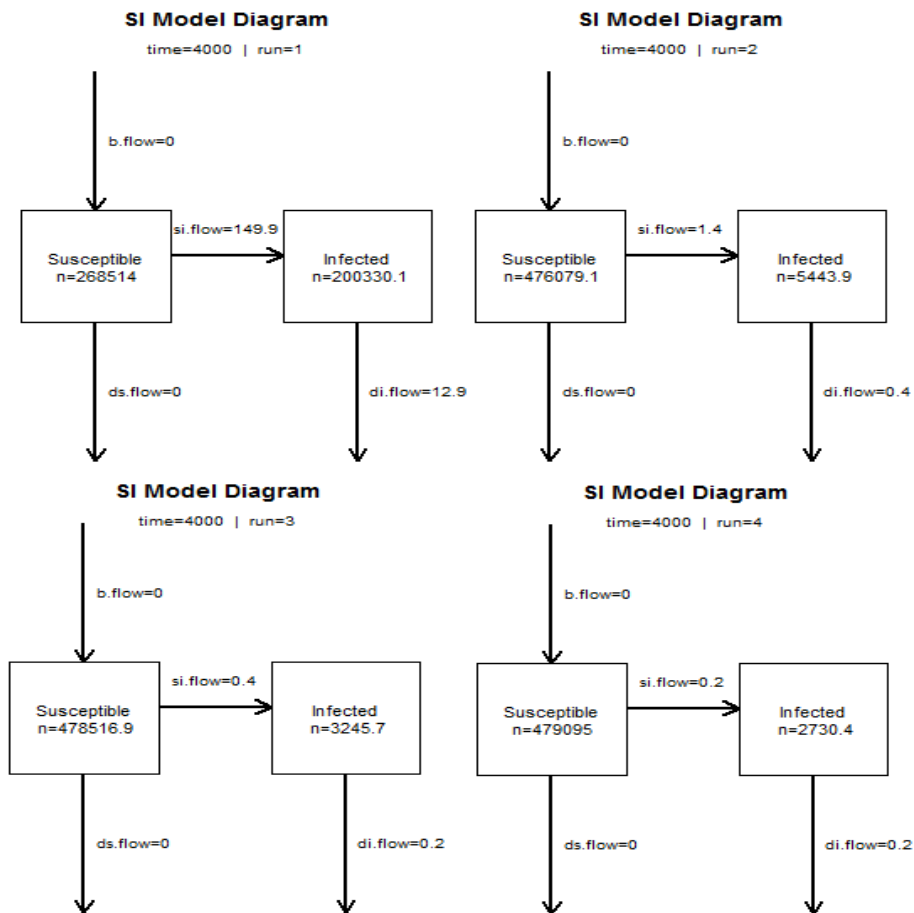 SI Model Diagram
time=4000 | run=1
b.flow=0
si.flow=149.9
Susceptible
n=268514
Infected
n=200330.1
ds.flow=0
di.flow=12.9
SI Model Diagram
time=4000 | run=2
b.flow=0
si.flow=1.4
Susceptible
n=476079.1
Infected
n=5443.9
ds.flow=0
di.flow=0.4
SI Model Diagram
time=4000 | run=3
b.flow=0
si.flow=0.4
Susceptible
n=478516.9
Infected
n=3245.7
ds.flow=0
di.flow=0.2
SI Model Diagram
time=4000 | run=4
b.flow=0
si.flow=0.2
Susceptible
n=479095
Infected
n=2730.4
ds.flow=0
di.flow=0.2